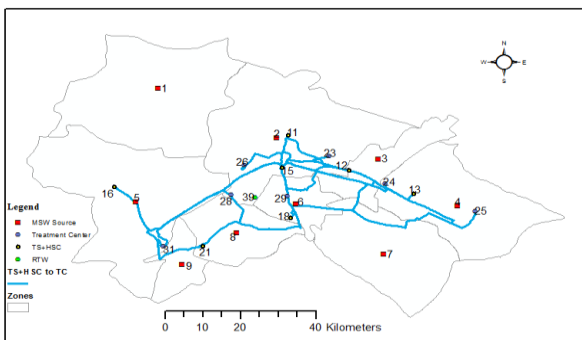 N
W E
S
1
2
11
23
3
26
15
12
24
16
5
28
39
29
6
13
4
25
18
8
31
21
9
7
Legend
MSW Source
Treatment Center
TS+HSC
RTW
TS+HSC to TC
Zones
0 10 20 40 Kilometers